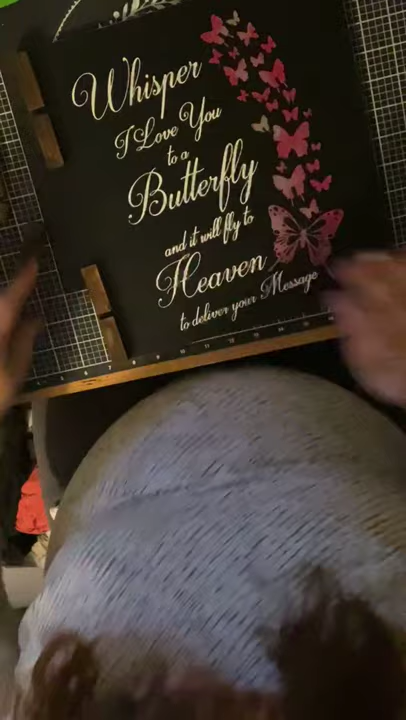 Whisper
I Love You
to a
Butterfly
and it will fly to
Heaven
to deliver your Message